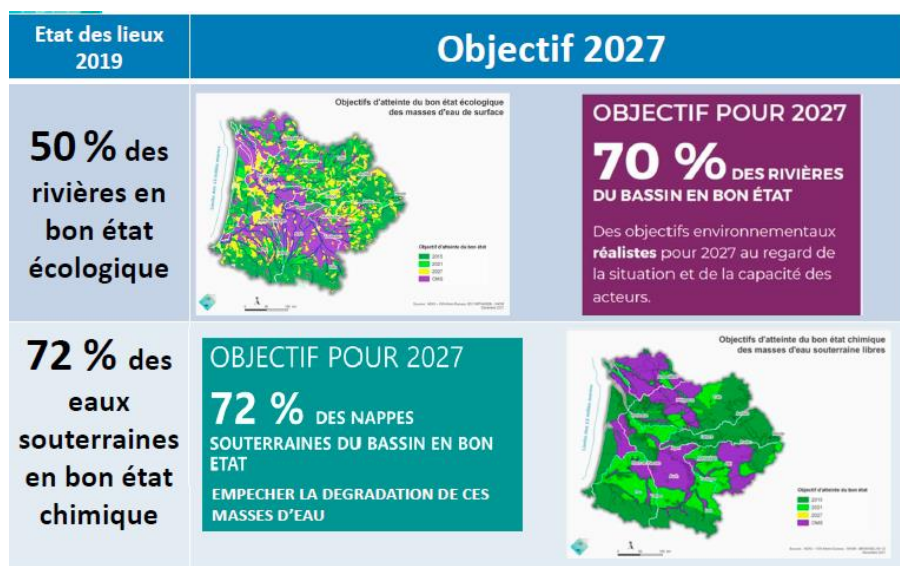 Etat des lieux
2019
Objectif 2027
50 % des
rivières en
bon état
écologique
Objectifs d'atteinte du bon état écologique
des masses d'eau de surface
Objectif d'atteinte du bon état
2015
2021
2027
OMS
OBJECTIF POUR 2027
70 % DES RIVIÈRES
DU BASSIN EN BON ÉTAT
Des objectifs environnementaux
réalistes pour 2027 au regard de
la situation et de la capacité des
acteurs.
72 % des
eaux
souterraines
en bon état
chimique
OBJECTIF POUR 2027
72 % DES NAPPES
SOUTERRAINES DU BASSIN EN BON
ETAT
EMPECHER LA DEGRADATION DE CES
MASSES D'EAU
Objectifs d'atteinte du bon état chimique
des masses d'eau souterraine libres
Objectif d'atteinte du bon état
2015
2021
2027
OMS